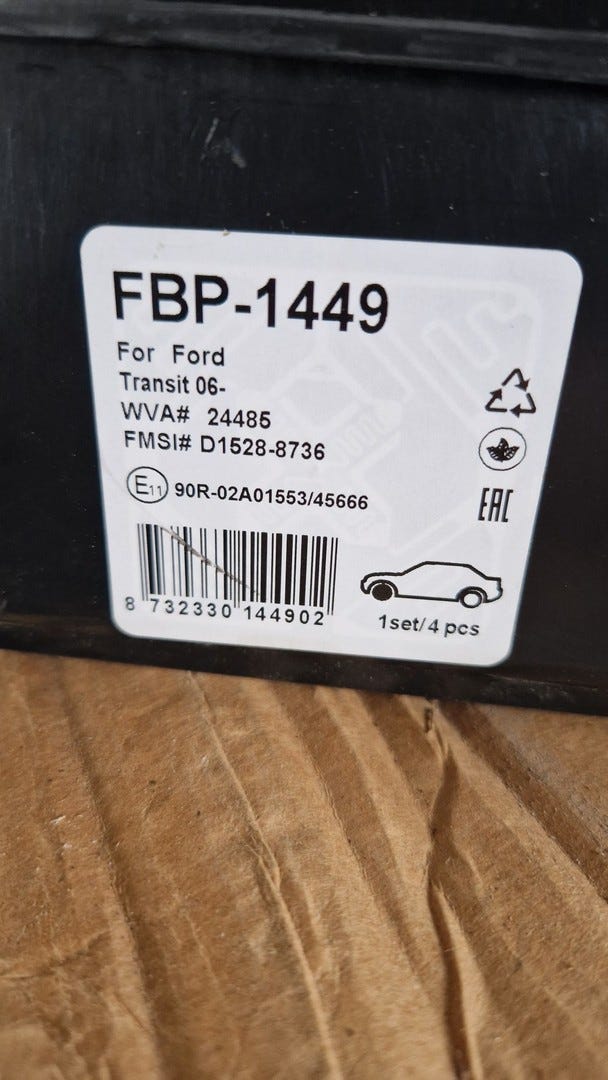 FBP-1449
For Ford
Transit 06-
WVA# 24485
FMSI# D1528-8736
E11 90R-02A01553/45666
EAC
8 732330 144902
1set/4 pcs